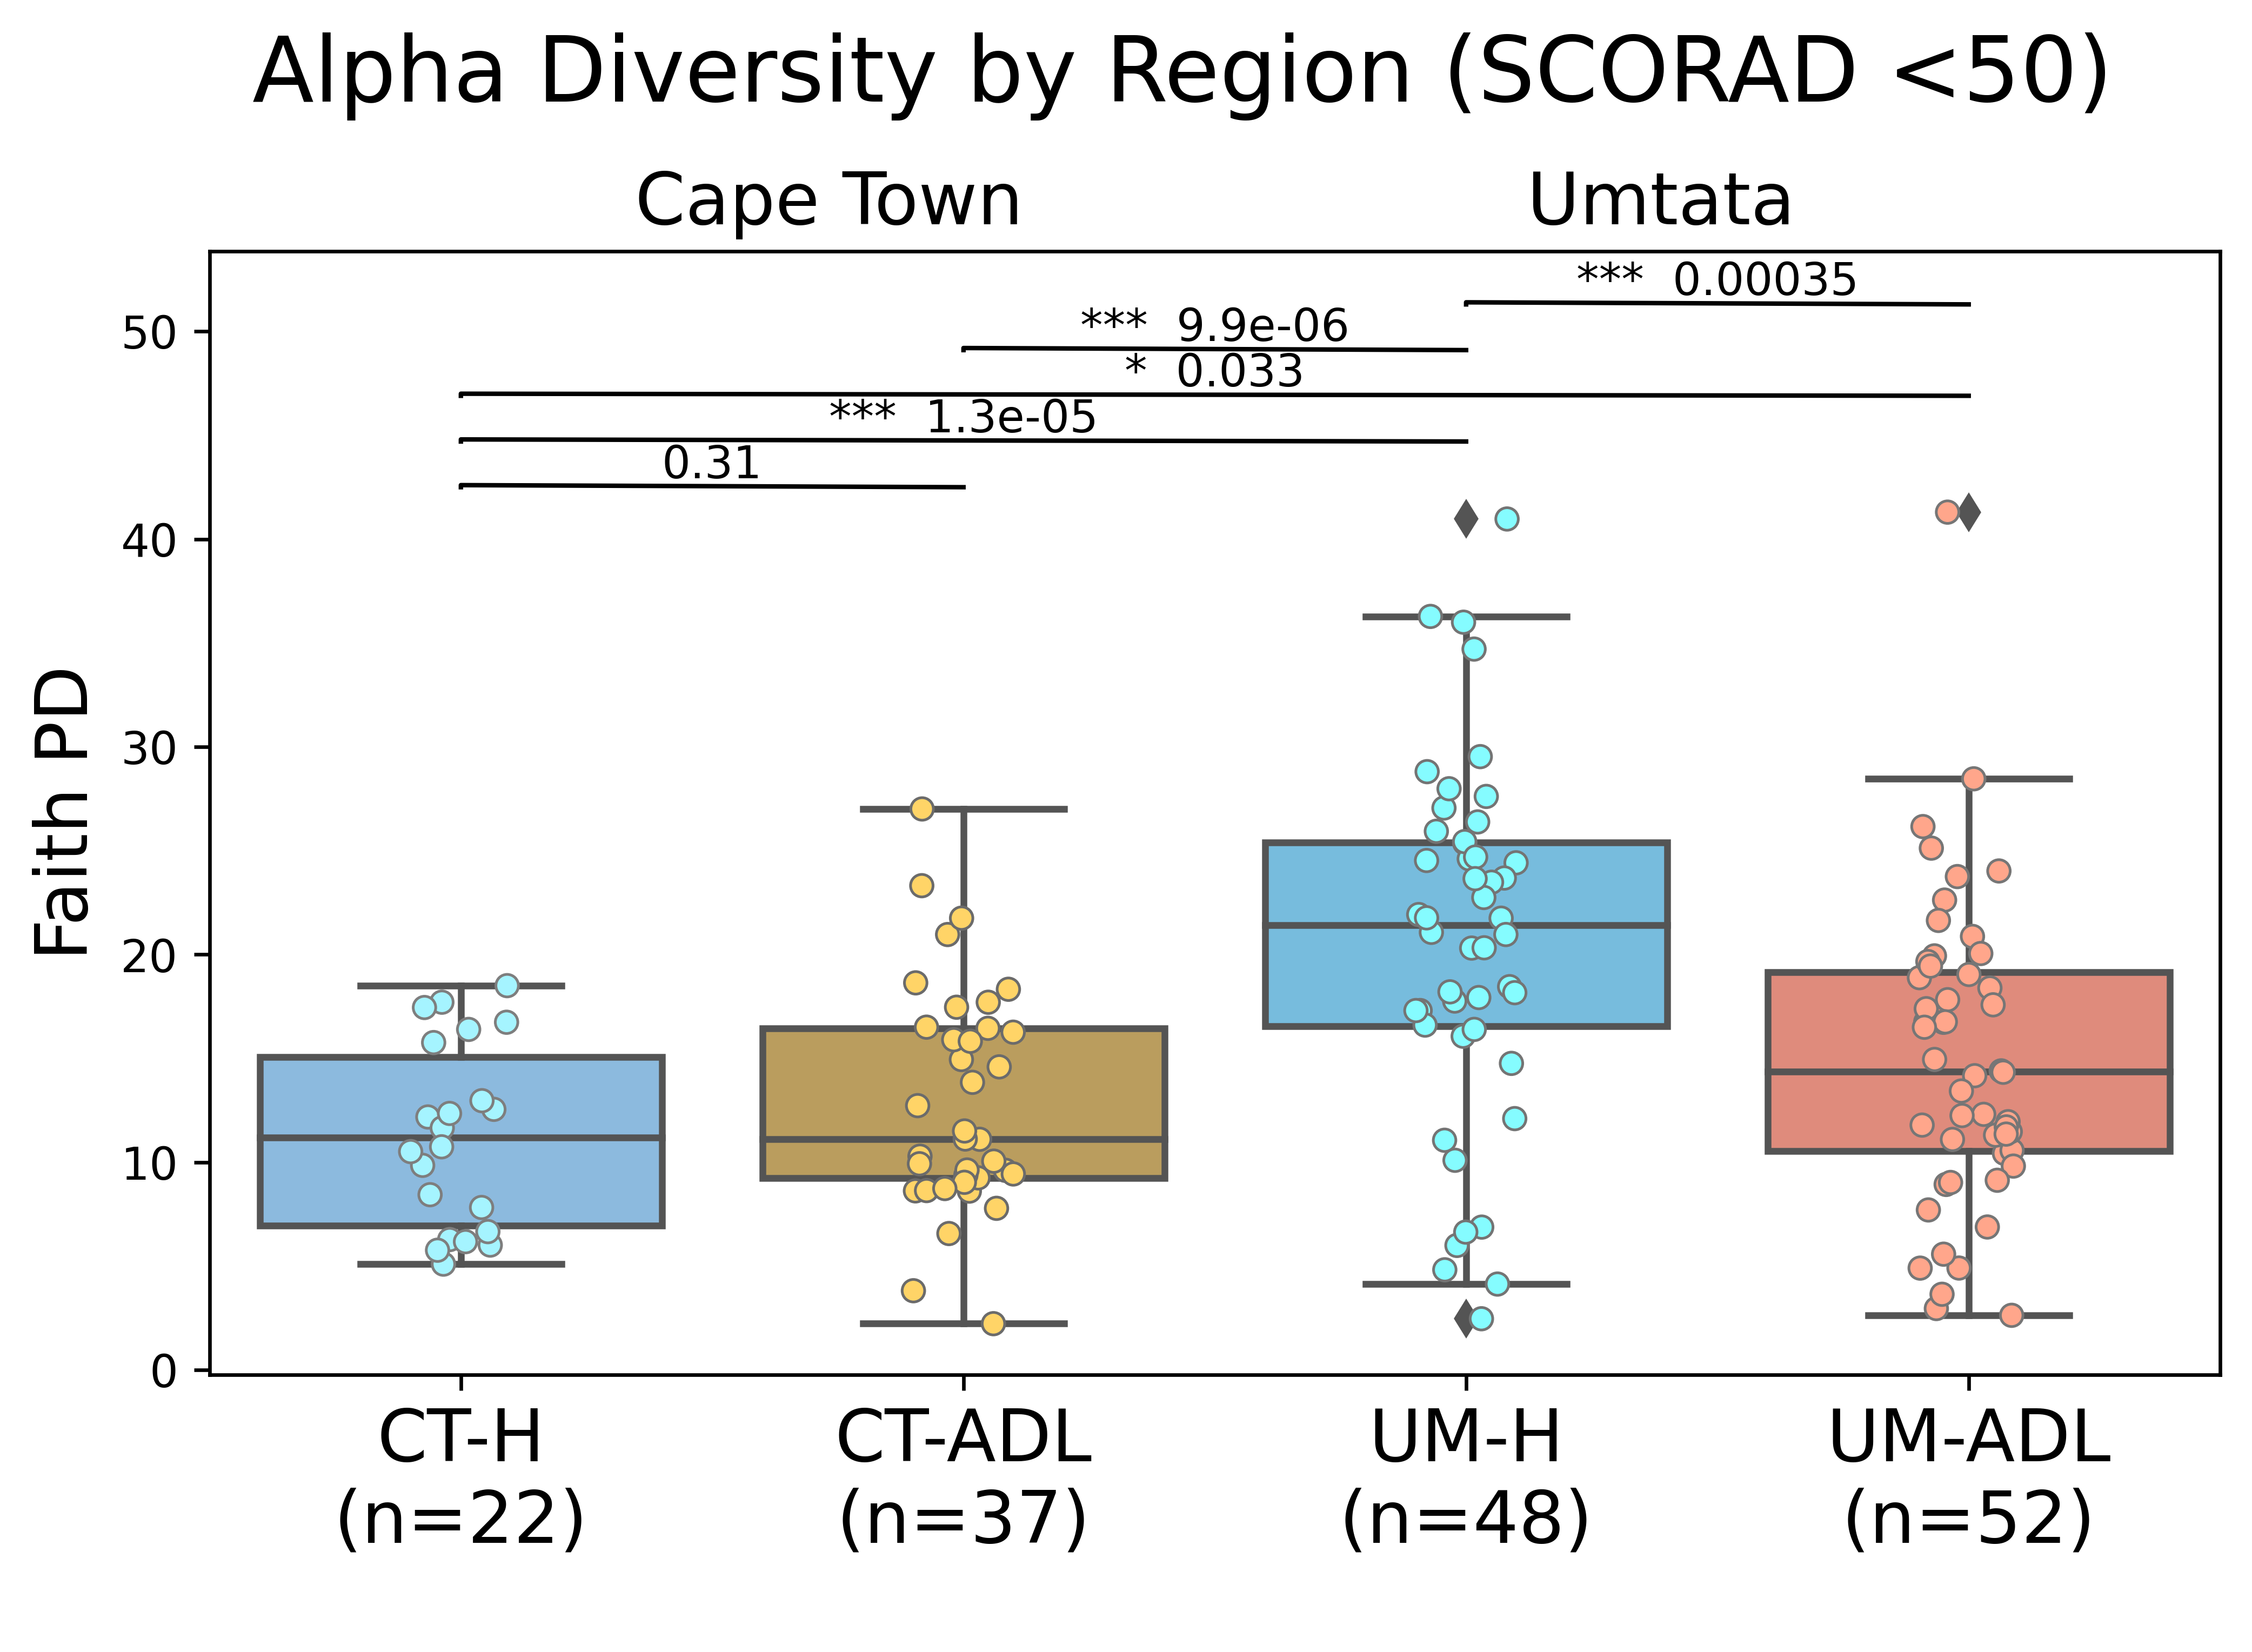 Alpha Diversity by Region (SCORAD <50)
Cape Town
Umtata
*** 0.00035
*** 9.9e-06
* 0.033
*** 1.3e-05
0.31
Faith PD
50
40
30
20
10
0
CT-H
(n=22)
CT-ADL
(n=37)
UM-H
(n=48)
UM-ADL
(n=52)